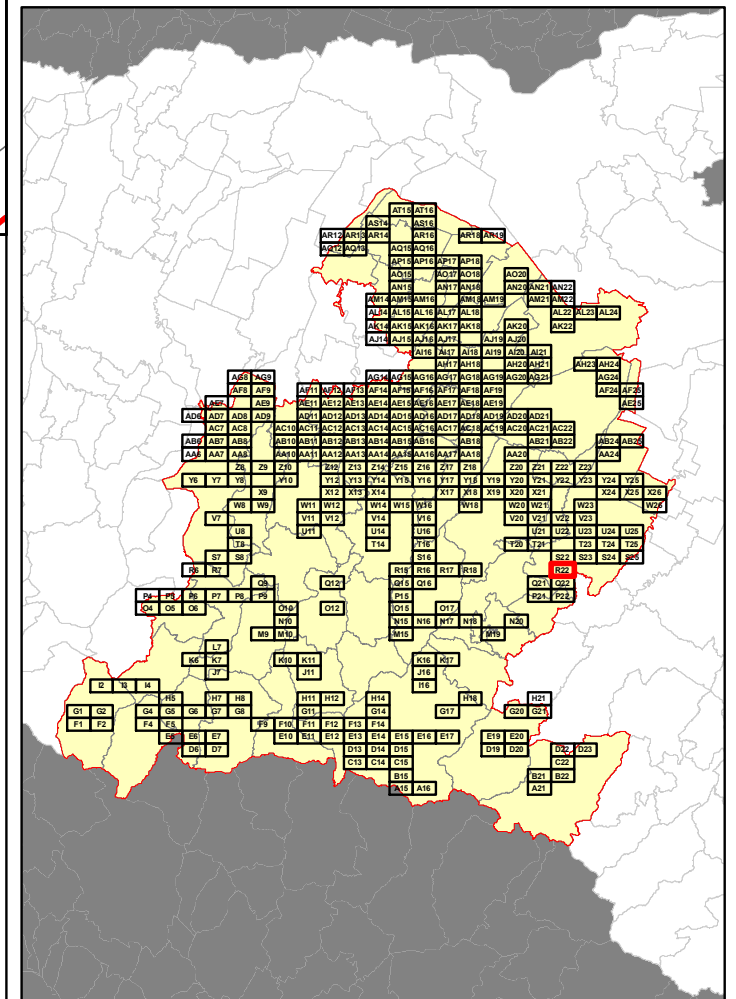 AT15 AT16
AS14 AS16
AR12 AR13 AR14 AR16 AR18 AR19
AQ12 AQ13 AQ15 AQ16
AP15 AP16 AP17 AP18
AO15 AO17 AO18 AO20
AN15 AN17 AN18 AN20 AN21 AN22
AM14 AM15 AM16 AM18 AM19 AM21 AM22
AL14 AL15 AL16 AL17 AL18 AL22 AL23 AL24
AK14 AK15 AK16 AK17 AK18 AK20 AK22
AJ14 AJ15 AJ16 AJ17 AJ19 AJ20
AI16 AI17 AI18 AI19 AI20 AI21
AH17 AH18 AH20 AH21 AH23 AH24
AG8 AG9 AG14 AG15 AG16 AG17 AG18 AG19 AG20 AG21 AG24
AF8 AF9 AF11 AF12 AF13 AF14 AF15 AF16 AF17 AF18 AF19 AF24 AF25
AE7 AE9 AE11 AE12 AE13 AE14 AE15 AE16 AE17 AE18 AE19 AE25
AD6 AD7 AD8 AD9 AD11 AD12 AD13 AD14 AD15 AD16 AD17 AD18 AD19 AD20 AD21
AC7 AC8 AC10 AC11 AC12 AC13 AC14 AC15 AC16 AC17 AC18 AC19 AC20 AC21 AC22
AB6 AB7 AB8 AB10 AB11 AB12 AB13 AB14 AB15 AB16 AB18 AB21 AB22 AB24 AB25
AA6 AA7 AA8 AA10 AA11 AA12 AA13 AA14 AA15 AA16 AA17 AA18 AA20 AA24
Z8 Z9 Z10 Z12 Z13 Z14 Z15 Z16 Z17 Z18 Z20 Z21 Z22 Z23
Y6 Y7 Y8 Y10 Y12 Y13 Y14 Y15 Y16 Y17 Y18 Y19 Y20 Y21 Y22 Y23 Y24 Y25
X9 X12 X13 X14 X17 X18 X19 X20 X21 X24 X25 X26
W8 W9 W11 W12 W14 W15 W16 W18 W20 W21 W23 W26
V7 V11 V12 V14 V16 V20 V21 V22 V23
U8 U11 U14 U16 U21 U22 U23 U24 U25
T8 T14 T16 T20 T21 T23 T24 T25
S7 S8 S16 S22 S23 S24 S25
R6 R7 R15 R16 R17 R18 R22
Q9 Q12 Q15 Q16 Q21 Q22
P4 P5 P6 P7 P8 P9 P15 P21 P22
O4 O5 O6 O10 O12 O15 O17
N10 N15 N16 N17 N18 N20
M9 M10 M15 M19
L7
K6 K7 K10 K11 K16 K17
J7 J11 J16
I2 I3 I4 I16
H5 H7 H8 H11 H12 H14 H18 H21
G1 G2 G4 G5 G6 G7 G8 G11 G14 G17 G20 G21
F1 F2 F4 F5 F9 F10 F11 F12 F13 F14
E5 E6 E7 E10 E11 E12 E13 E14 E15 E16 E17 E19 E20
D6 D7 D13 D14 D15 D19 D20 D22 D23
C13 C14 C15 C22
B15 B21 B22
A15 A16 A21